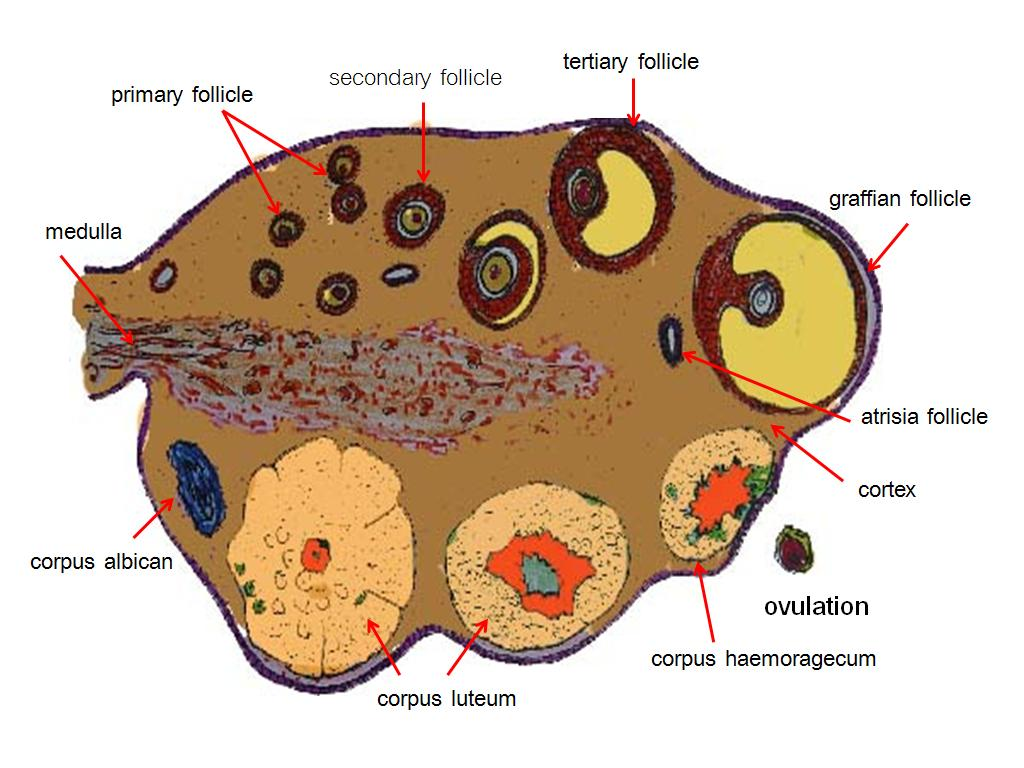 tertiary follicle
secondary follicle
primary follicle
graffian follicle
medulla
atrisia follicle
cortex
corpus albican
ovulation
corpus haemoragecum
corpus luteum